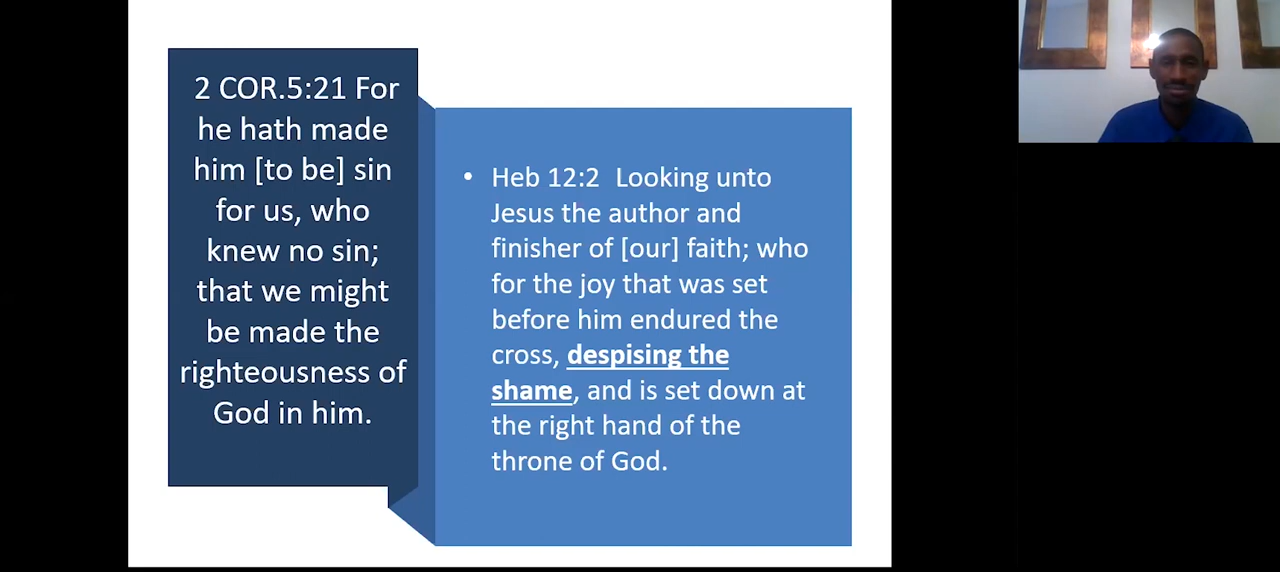 2 COR.5:21 For
he hath made
him [to be] sin
for us, who
knew no sin;
that we might
be made the
righteousness of
God in him.
• Heb 12:2  Looking unto
Jesus the author and
finisher of [our] faith; who
for the joy that was set
before him endured the
cross, despising the
shame, and is set down at
the right hand of the
throne of God.